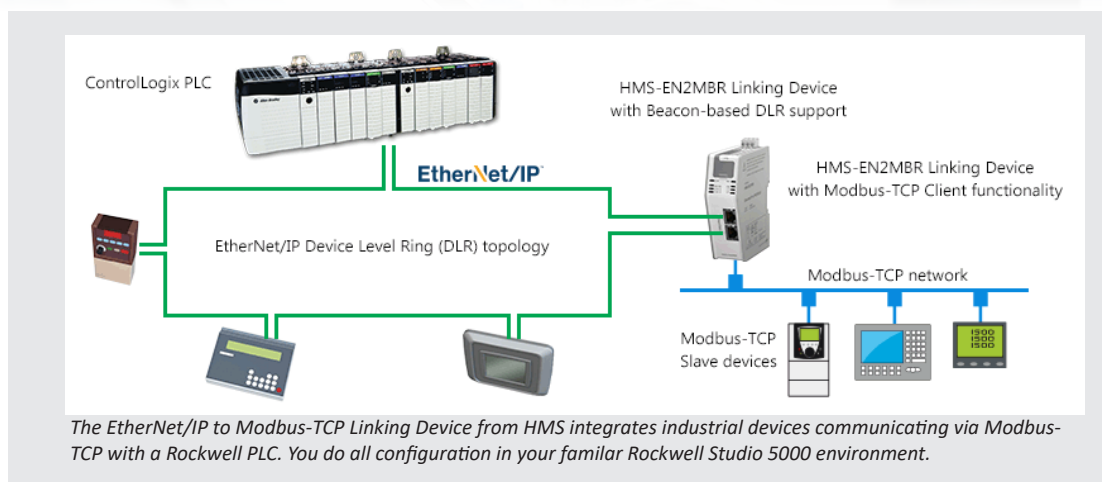 ControlLogix PLC
HMS-EN2MBR Linking Device
with Beacon-based DLR support
EtherNet/IP
HMS-EN2MBR Linking Device
with Modbus-TCP Client functionality
EtherNet/IP Device Level Ring (DLR) topology
Modbus-TCP network
Modbus-TCP
Slave devices
1900
1500
1500
The EtherNet/IP to Modbus-TCP Linking Device from HMS integrates industrial devices communicating via Modbus-
TCP with a Rockwell PLC. You do all configuration in your familar Rockwell Studio 5000 environment.